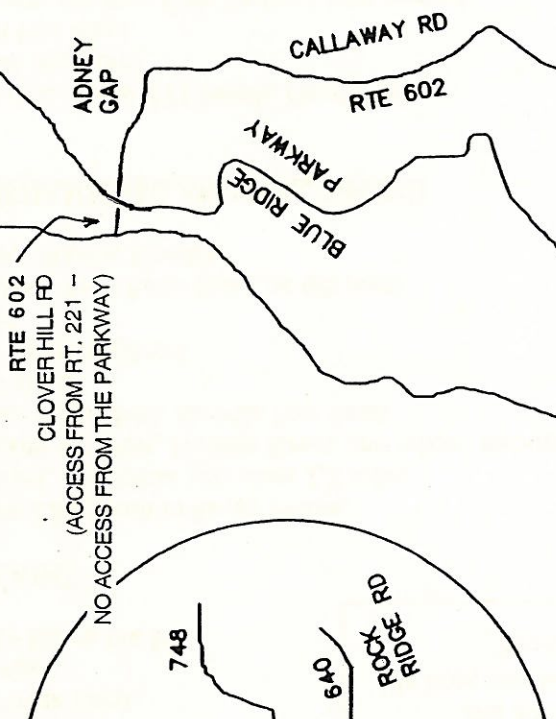 ADNEY
GAP
CALLAWAY RD
RTE 602
BLUE RIDGE
PARKWAY
RTE 602
CLOVER HILL RD
(ACCESS FROM RT. 221 –
NO ACCESS FROM THE PARKWAY)
748
640
ROCK
RIDGE RD